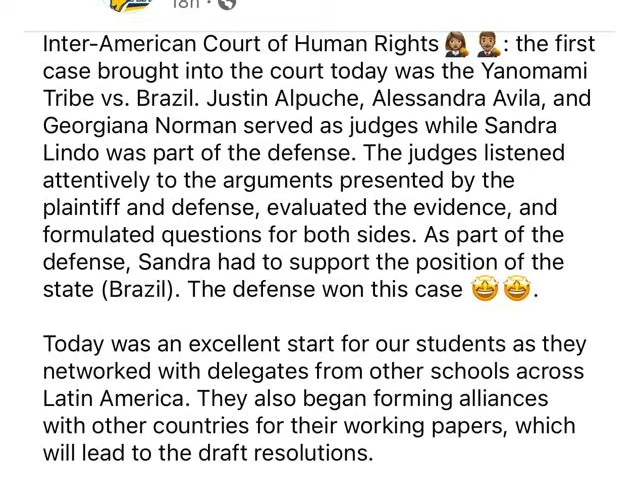 18h ·
Inter-American Court of Human Rights 👩🏽‍⚖️ 👨🏽‍⚖️: the first
case brought into the court today was the Yanomami
Tribe vs. Brazil. Justin Alpuche, Alessandra Avila, and
Georgiana Norman served as judges while Sandra
Lindo was part of the defense. The judges listened
attentively to the arguments presented by the
plaintiff and defense, evaluated the evidence, and
formulated questions for both sides. As part of the
defense, Sandra had to support the position of the
state (Brazil). The defense won this case 🤩🤩.
Today was an excellent start for our students as they
networked with delegates from other schools across
Latin America. They also began forming alliances
with other countries for their working papers, which
will lead to the draft resolutions.